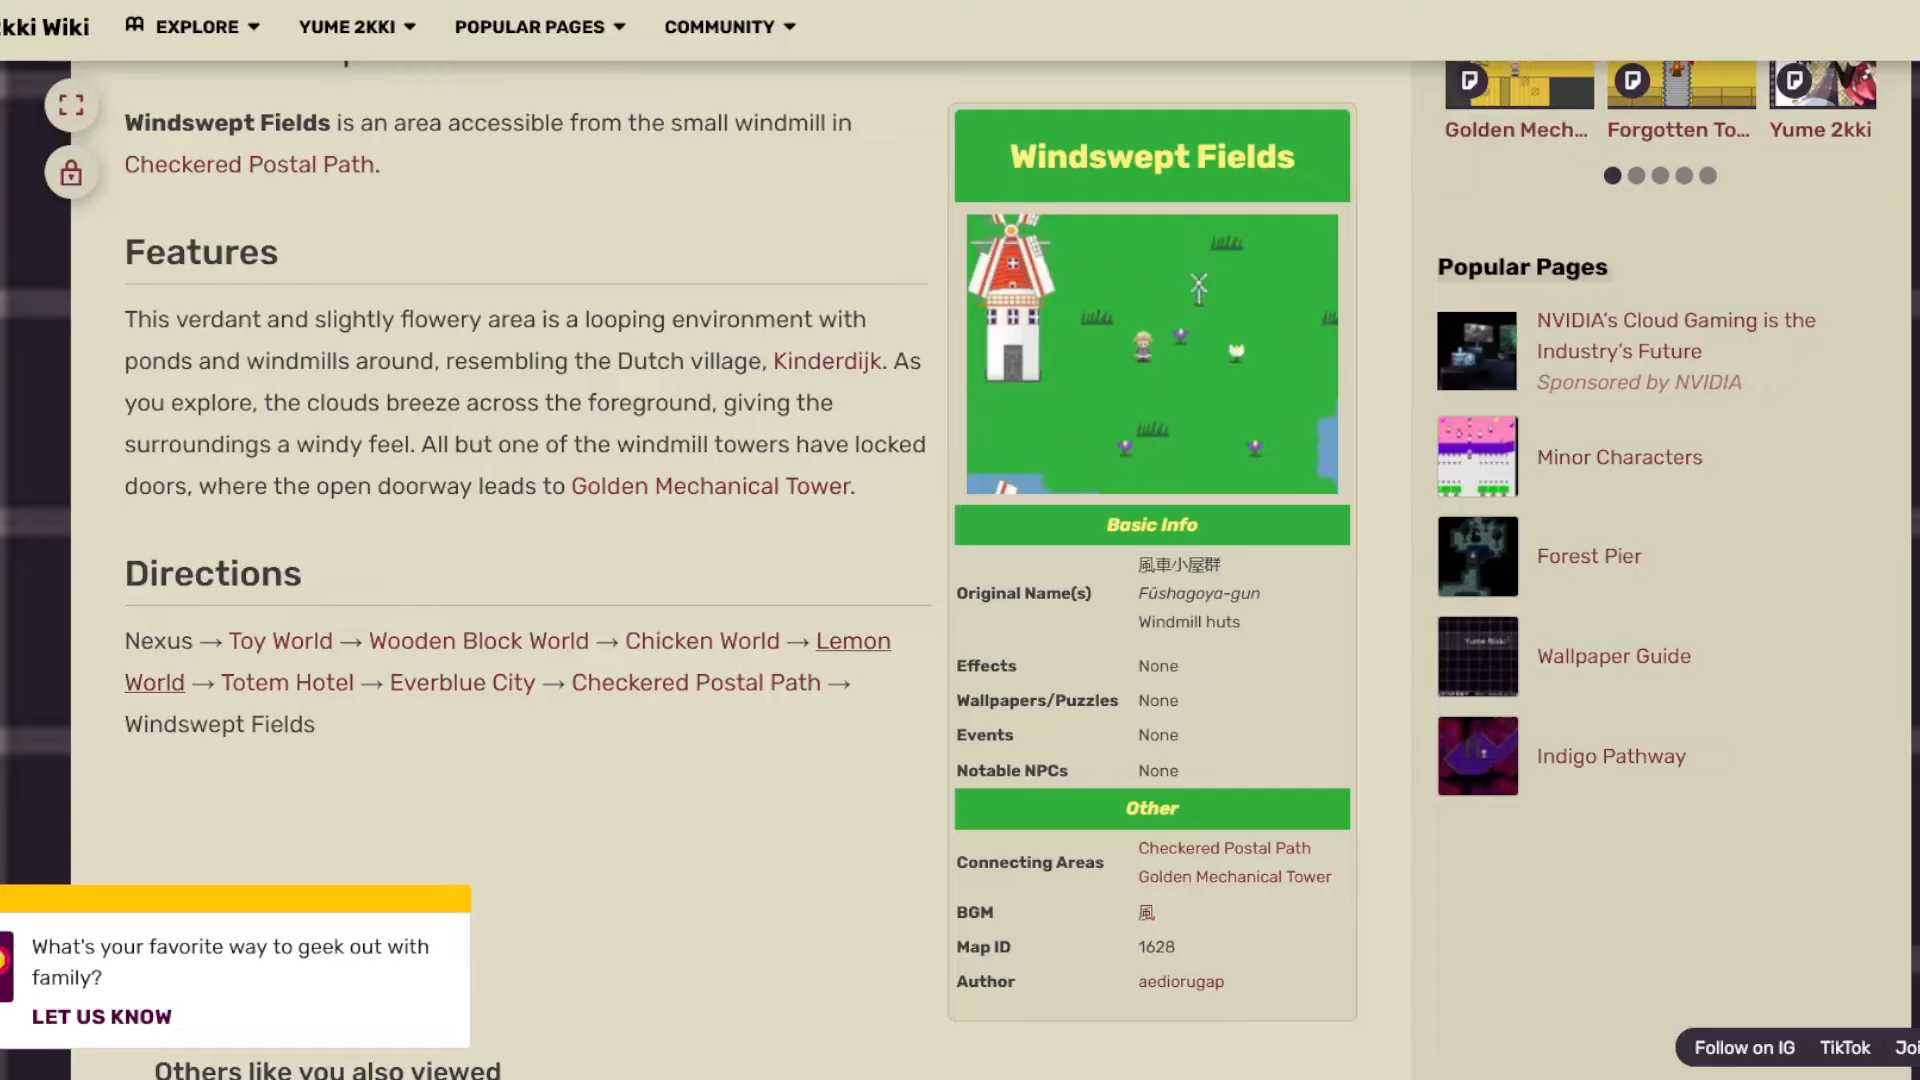 kki Wiki
EXPLORE
YUME 2KKI
POPULAR PAGES
COMMUNITY
Windswept Fields is an area accessible from the small windmill in
Checkered Postal Path.
Features
This verdant and slightly flowery area is a looping environment with
ponds and windmills around, resembling the Dutch village, Kinderdijk. As
you explore, the clouds breeze across the foreground, giving the
surroundings a windy feel. All but one of the windmill towers have locked
doors, where the open doorway leads to Golden Mechanical Tower.
Directions
Nexus → Toy World → Wooden Block World → Chicken World → Lemon
World → Totem Hotel → Everblue City → Checkered Postal Path →
Windswept Fields
Windswept Fields
Basic Info
Original Name(s)
風車小屋群
Fūshagoya-gun
Windmill huts
Effects None
Wallpapers/Puzzles None
Events None
Notable NPCs None
Other
Connecting Areas
Checkered Postal Path
Golden Mechanical Tower
BGM 風
Map ID 1628
Author aediorugap
Golden Mech...
Forgotten To...
Yume 2kki
Popular Pages
NVIDIA's Cloud Gaming is the
Industry's Future
Sponsored by NVIDIA
Minor Characters
Forest Pier
Wallpaper Guide
Indigo Pathway
What's your favorite way to geek out with
family?
LET US KNOW
Others like you also viewed
Follow on IG TikTok Joi